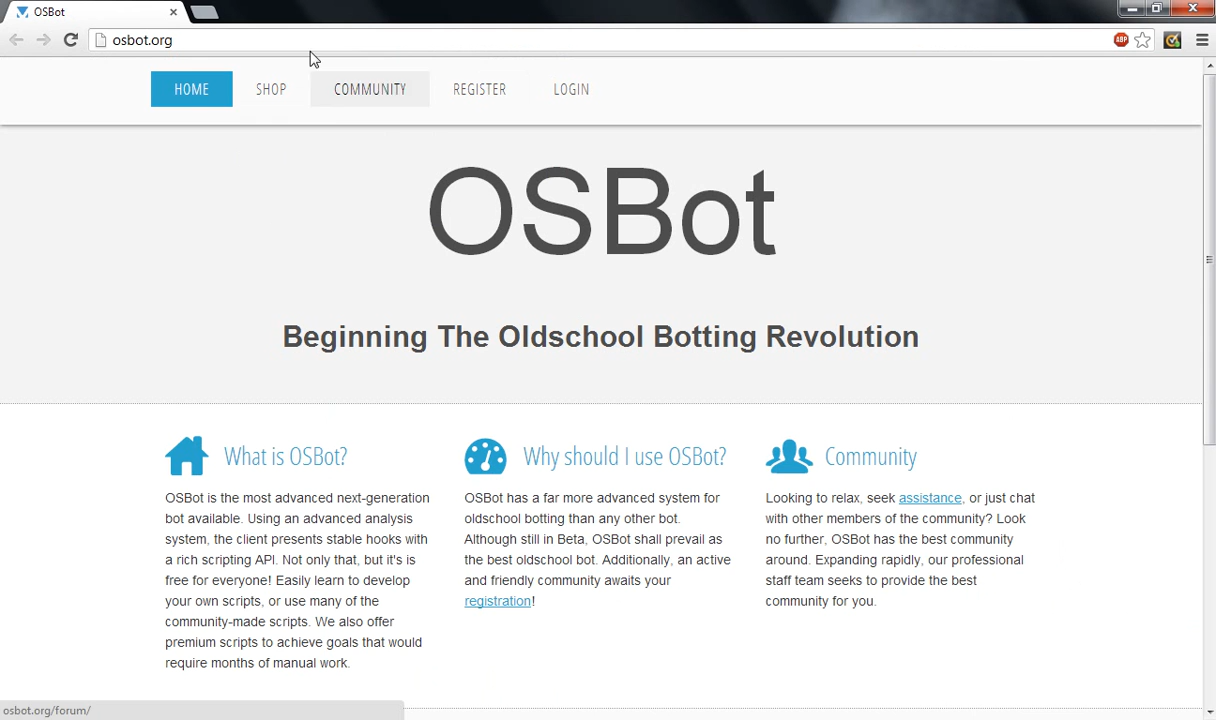 OSBot
osbot.org
ABP
HOME SHOP COMMUNITY REGISTER LOGIN
OSBot
Beginning The Oldschool Botting Revolution
What is OSBot?
OSBot is the most advanced next-generation
bot available. Using an advanced analysis
system, the client presents stable hooks with
a rich scripting API. Not only that, but it's is
free for everyone! Easily learn to develop
your own scripts, or use many of the
community-made scripts. We also offer
premium scripts to achieve goals that would
require months of manual work.
Why should I use OSBot?
OSBot has a far more advanced system for
oldschool botting than any other bot.
Although still in Beta, OSBot shall prevail as
the best oldschool bot. Additionally, an active
and friendly community awaits your
registration!
Community
Looking to relax, seek assistance, or just chat
with other members of the community? Look
no further, OSBot has the best community
around. Expanding rapidly, our professional
staff team seeks to provide the best
community for you.
osbot.org/forum/